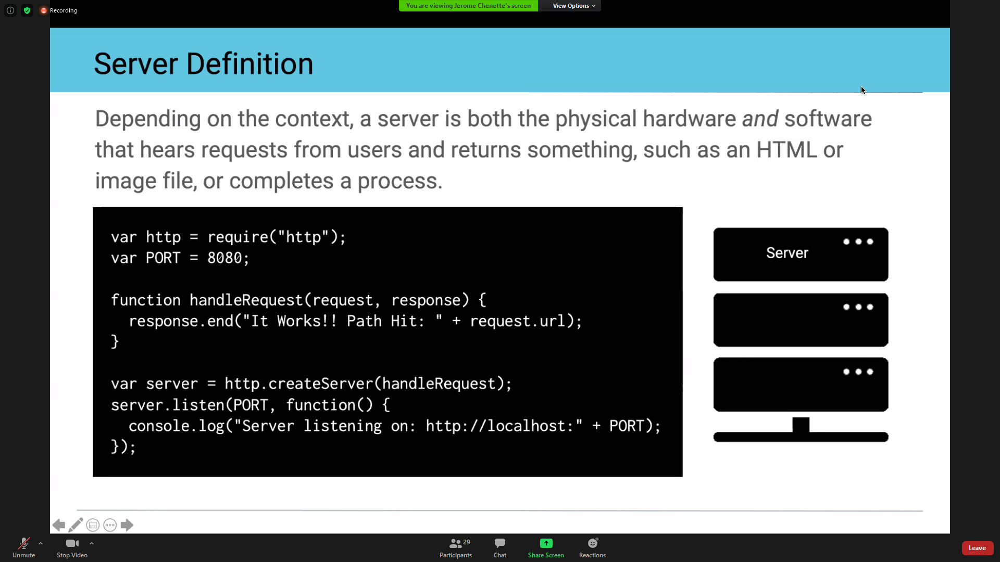 Recording
You are viewing Jerome Chenette's screen View Options
Server Definition
Depending on the context, a server is both the physical hardware and software
that hears requests from users and returns something, such as an HTML or
image file, or completes a process.
var http = require("http");
var PORT = 8080;
function handleRequest(request, response) {
  response.end("It Works!! Path Hit: " + request.url);
}
var server = http.createServer(handleRequest);
server.listen(PORT, function() {
  console.log("Server listening on: http://localhost:" + PORT);
});
Server
Unmute
Stop Video
29
Participants
Chat
Share Screen
Reactions
Leave